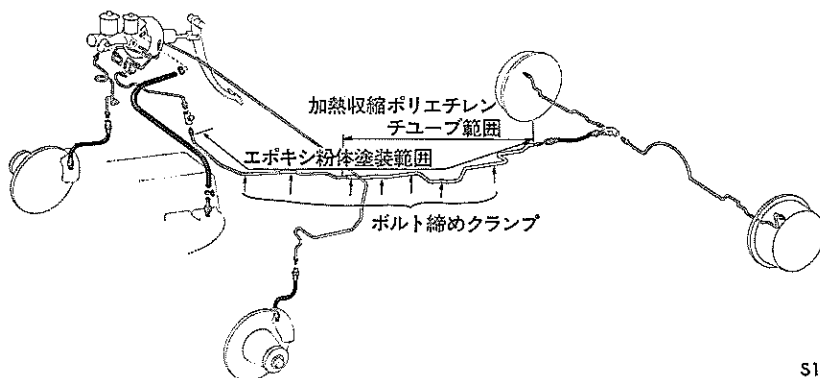 加熱収縮ポリエチレン
チューブ範囲
エポキシ粉体塗装範囲
ボルト締めクランプ
S1